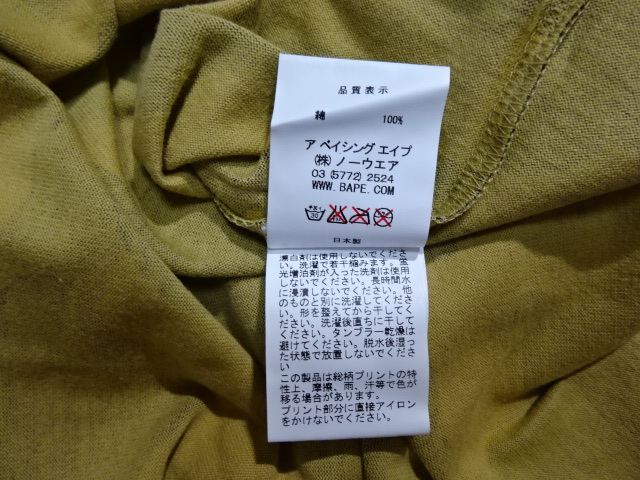 品質表示
綿 100%
ア ベイシング エイプ
(株) ノーウエア
03 (5772) 2524
WWW.BAPE.COM
手洗イ
30
日本製
漂白剤は使用しないでくださ
い。洗濯で若干縮みます。蛍
光増泊剤が入った洗剤は使用
しないでください。長時間水
に浸漬しないでください。他
のものと別に洗濯してくださ
い。形を整えてから干してく
ださい。洗濯後直ちに干して
ください。タンブラー乾燥は
避けてください。脱水後湿っ
た状態で放置しないでくださ
い
この製品は総柄プリントの特
性上、摩擦、雨、汗等で色が
移る場合があります。
プリント部分に直接アイロン
をかけないでください。